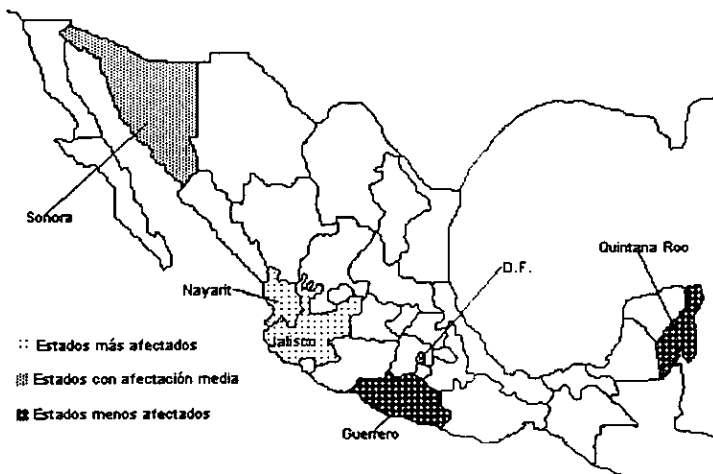 Sonora
Nayarit
Jalisco
D.F.
Quintana Roo
Guerrero
Estados más afectados
Estados con afectación media
Estados menos afectados